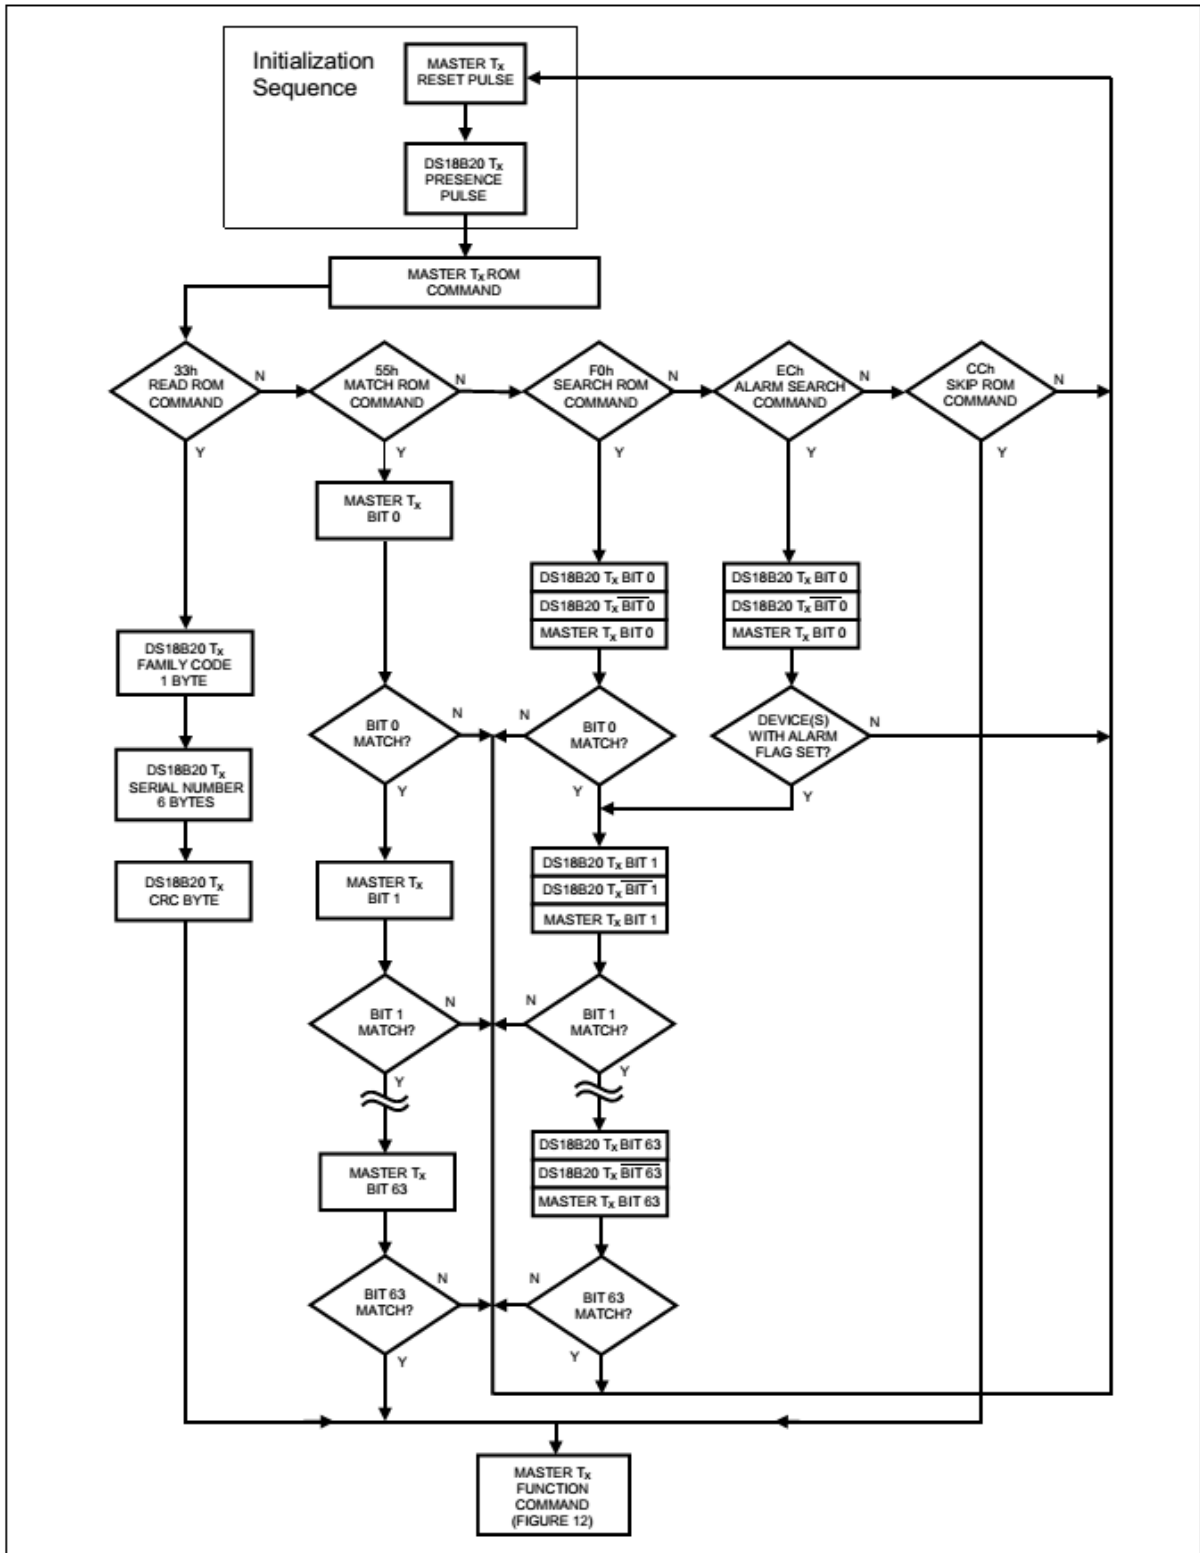 Initialization
Sequence
MASTER Tx
RESET PULSE
DS18B20 Tx
PRESENCE
PULSE
MASTER Tx ROM
COMMAND
33h
READ ROM
COMMAND
N
Y
55h
MATCH ROM
COMMAND
N
Y
F0h
SEARCH ROM
COMMAND
N
Y
ECh
ALARM SEARCH
COMMAND
N
Y
CCh
SKIP ROM
COMMAND
N
Y
MASTER Tx
BIT 0
DS18B20 Tx BIT 0
DS18B20 Tx BIT 0
MASTER Tx BIT 0
DS18B20 Tx BIT 0
DS18B20 Tx BIT 0
MASTER Tx BIT 0
DS18B20 Tx
FAMILY CODE
1 BYTE
BIT 0
MATCH?
N
Y
BIT 0
MATCH?
N
Y
DEVICE(S)
WITH ALARM
FLAG SET?
N
Y
DS18B20 Tx
SERIAL NUMBER
6 BYTES
DS18B20 Tx
CRC BYTE
MASTER Tx
BIT 1
DS18B20 Tx BIT 1
DS18B20 Tx BIT 1
MASTER Tx BIT 1
BIT 1
MATCH?
N
Y
BIT 1
MATCH?
N
Y
MASTER Tx
BIT 63
DS18B20 Tx BIT 63
DS18B20 Tx BIT 63
MASTER Tx BIT 63
BIT 63
MATCH?
N
Y
BIT 63
MATCH?
N
Y
MASTER Tx
FUNCTION
COMMAND
(FIGURE 12)